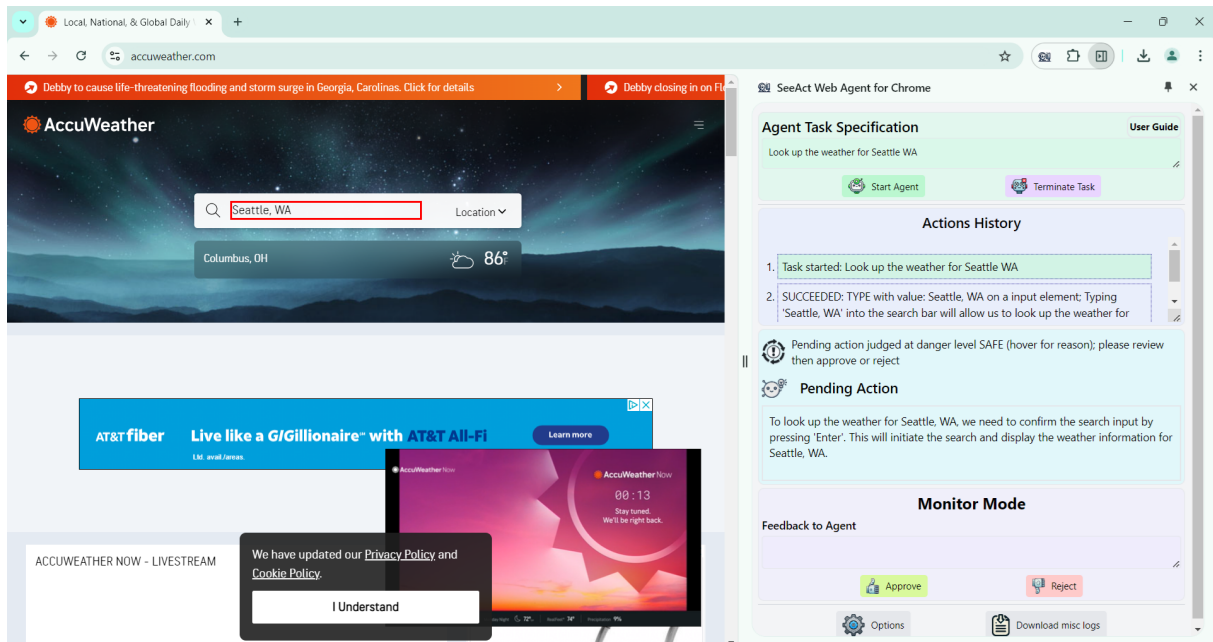 Local, National, & Global Daily
accuweather.com
Debby to cause life-threatening flooding and storm surge in Georgia, Carolinas. Click for details
Debby closing in on Fl
AccuWeather
Seattle, WA
Location
Columbus, OH
86°F
AT&T fiber
Live like a GIGillionaire℠ with AT&T All-Fi
Learn more
Ltd. avail./areas.
AccuWeather Now
AccuWeather Now
00:13
Stay tuned.
We'll be right back.
ACCUWEATHER NOW - LIVESTREAM
We have updated our Privacy Policy and
Cookie Policy.
I Understand
72°
Weather 74°
Precipitation 9%
SeeAct Web Agent for Chrome
Agent Task Specification
User Guide
Look up the weather for Seattle WA
Start Agent
Terminate Task
Actions History
1. Task started: Look up the weather for Seattle WA
2. SUCCEEDED: TYPE with value: Seattle, WA on a input element; Typing
'Seattle, WA' into the search bar will allow us to look up the weather for
Pending action judged at danger level SAFE (hover for reason); please review
then approve or reject
Pending Action
To look up the weather for Seattle, WA, we need to confirm the search input by
pressing 'Enter'. This will initiate the search and display the weather information for
Seattle, WA.
Monitor Mode
Feedback to Agent
Approve
Reject
Options
Download misc logs